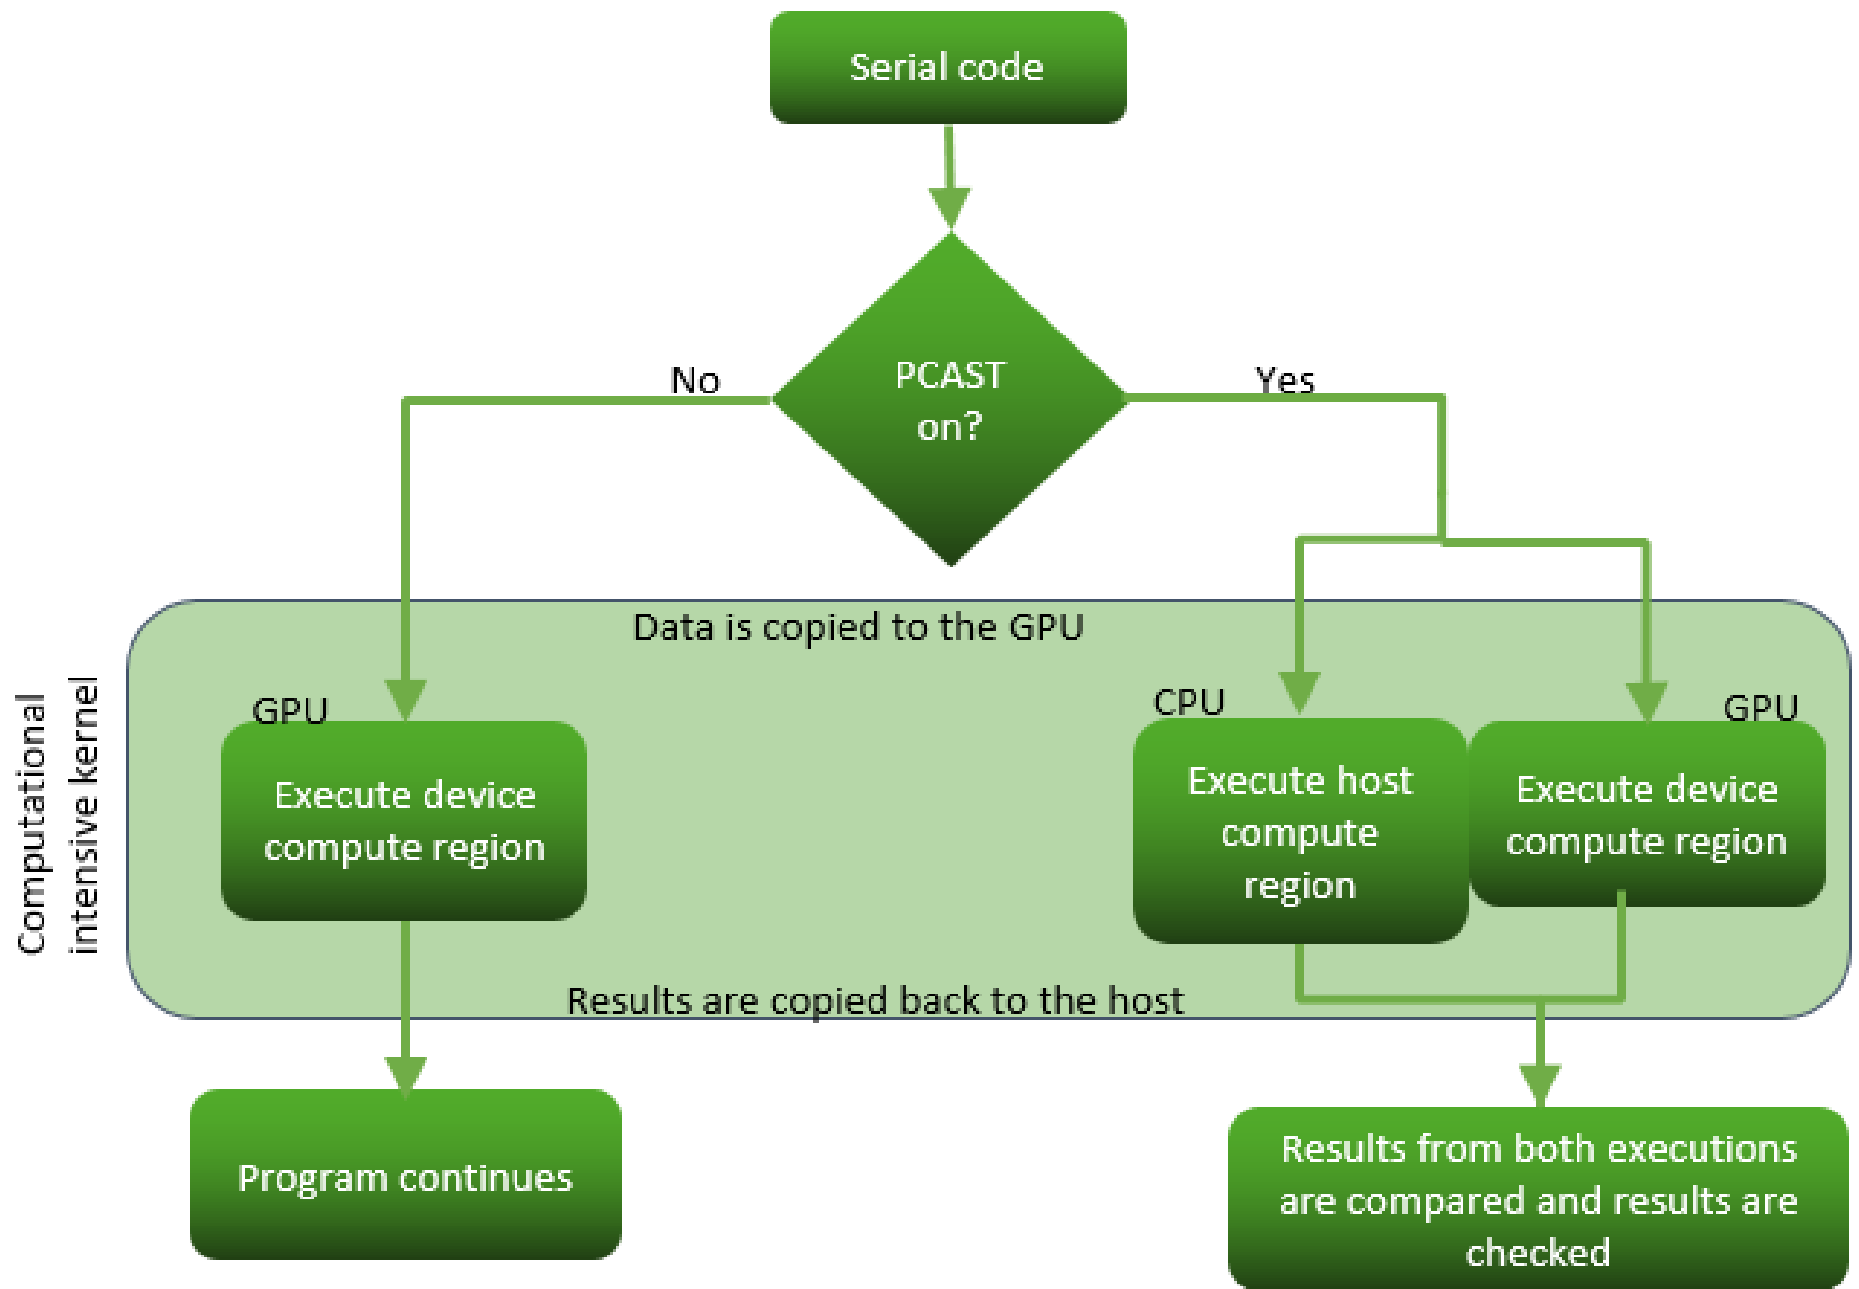 Serial code
PCAST
on?
No
Yes
Data is copied to the GPU
Computational
intensive kernel
GPU
Execute device
compute region
CPU
Execute host
compute
region
GPU
Execute device
compute region
Results are copied back to the host
Program continues
Results from both executions
are compared and results are
checked